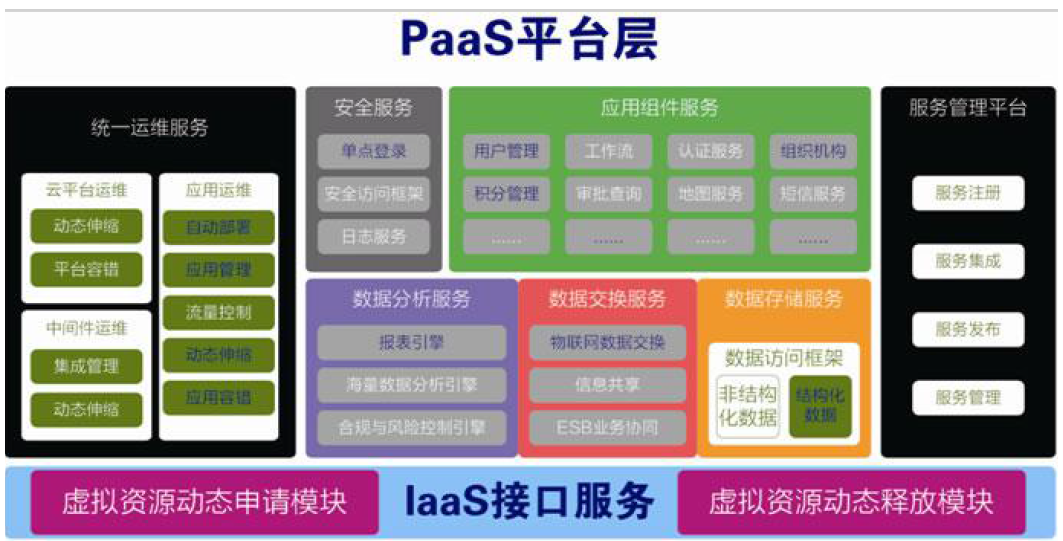 PaaS平台层
统一运维服务
云平台运维
动态伸缩
平台容错
中间件运维
集成管理
动态伸缩
应用运维
自动部署
应用管理
流量控制
动态伸缩
应用容错
安全服务
单点登录
安全访问框架
日志服务
应用组件服务
用户管理
工作流
认证服务
组织机构
积分管理
审批查询
地图服务
短信服务
......
......
......
......
数据分析服务
报表引擎
海量数据分析引擎
合规与风险控制引擎
数据交换服务
物联网数据交换
信息共享
ESB业务协同
数据存储服务
数据访问框架
非结构
化数据
结构化
数据
服务管理平台
服务注册
服务集成
服务发布
服务管理
虚拟资源动态申请模块
IaaS接口服务
虚拟资源动态释放模块